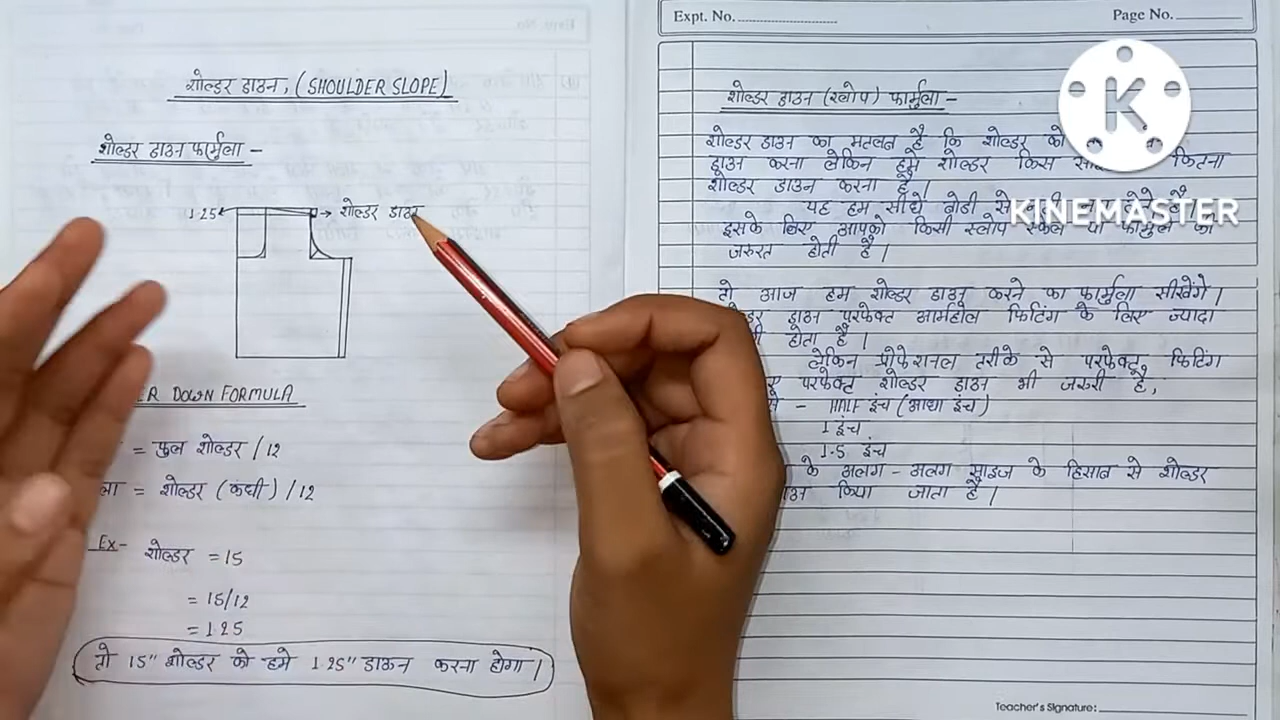 शोल्डर डाउन, (SHOULDER SLOPE)
शोल्डर डाउन फार्मुला -
1.25" → शोल्डर डाउन
ER DOWN FORMULA
= फुल शोल्डर / 12
ला = शोल्डर (कंधी) / 12
Ex- शोल्डर = 15
= 15/12
= 1.25
तो 15" शोल्डर को हमे 1.25" डाऊन करना होगा।
Expt. No. Page No.
शोल्डर डाउन (स्लोप) फार्मुला -
शोल्डर डाउन का मतलब है कि शोल्डर को
डाउन करना लेकिन हमे शोल्डर किस कितना
शोल्डर डाउन करना है।
यह हम सीधे बोडी से
इसके लिए आपको किसी स्लोप स्केल या फार्मुले की
जरुरत होती है।
तो आज हम शोल्डर डाउन करने का फार्मुला सीखेंगे।
डाउन परफेक्ट आर्महोल फिटिंग के लिए ज्यादा
होता है।
लेकिन प्रोफेशनल तरीके से परफेक्ट फिटिंग
परफेक्ट शोल्डर डाउन भी जरुरी है,
- HALF इंच (आधा इंच)
1 इंच
1.5 इंच
के अलग - अलग साइज के हिसाब से शोल्डर
किया जाता है।
Teacher's Signature:
KINEMASTER